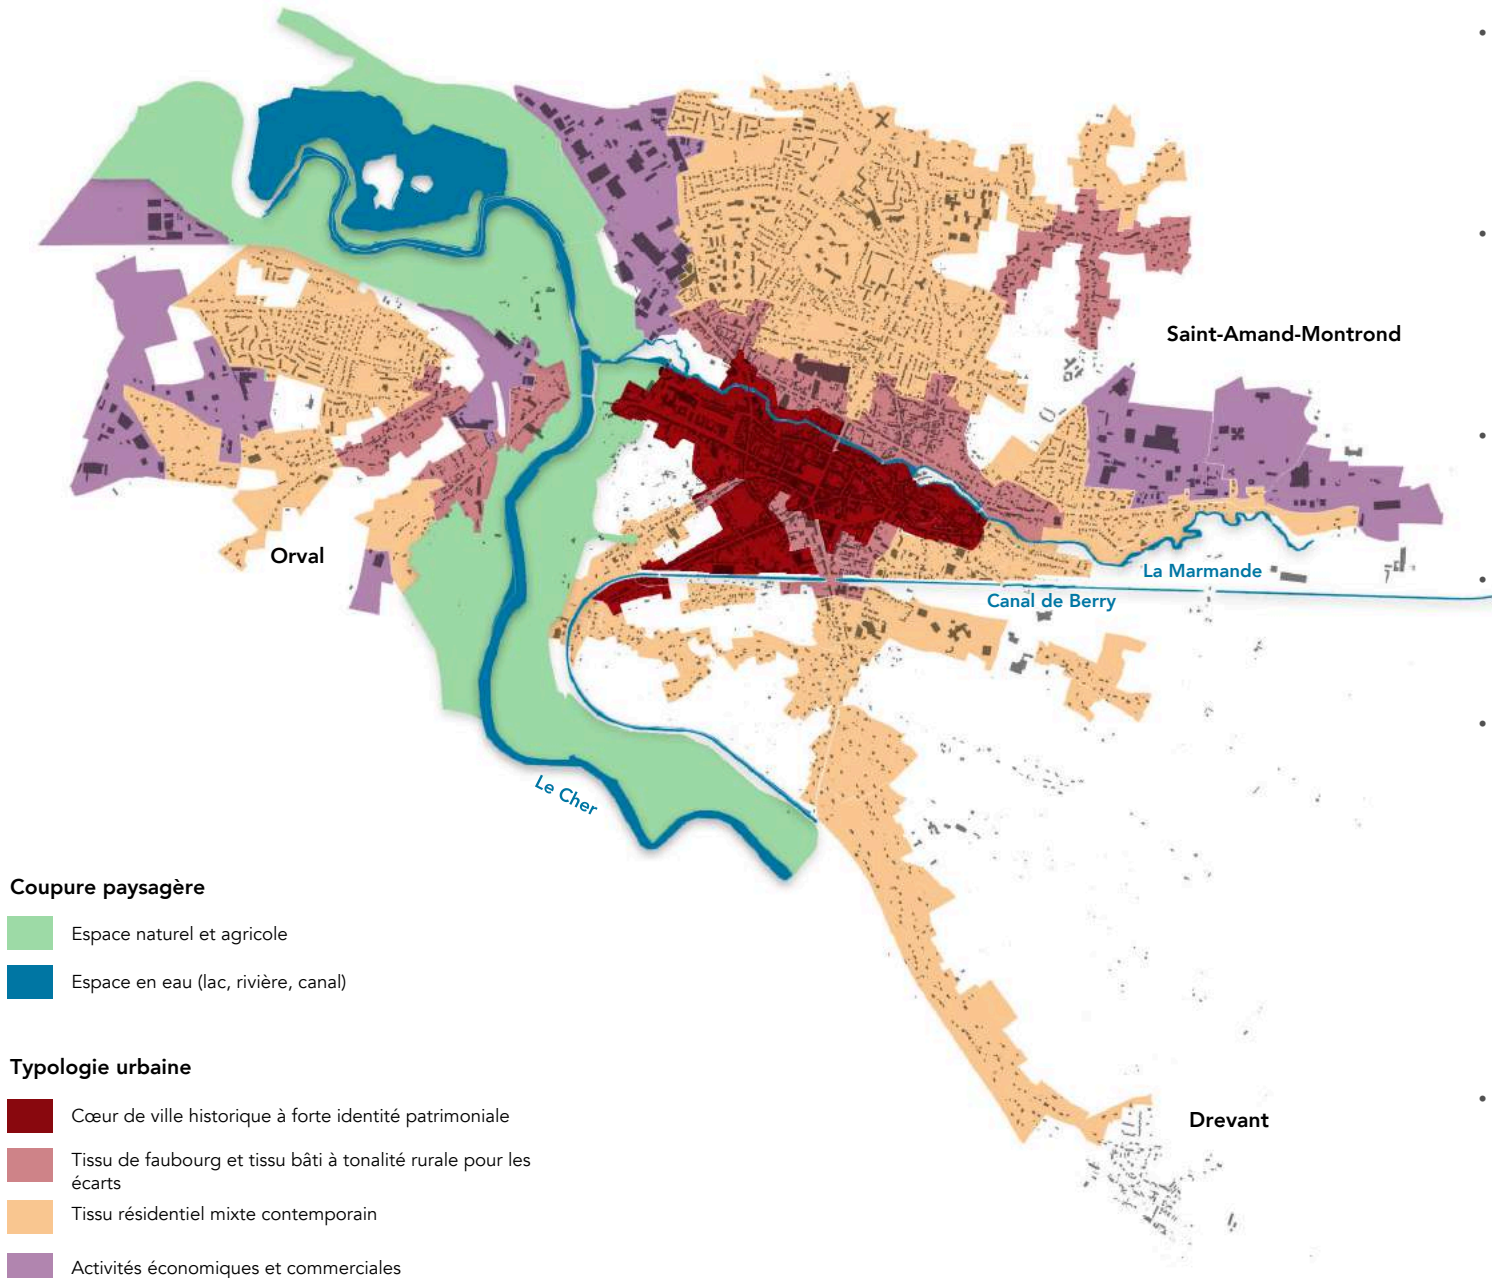 Saint-Amand-Montrond
Orval
La Marmande
Canal de Berry
Le Cher
Coupure paysagère
Espace naturel et agricole
Espace en eau (lac, rivière, canal)
Typologie urbaine
Cœur de ville historique à forte identité patrimoniale
Drevant
Tissu de faubourg et tissu bâti à tonalité rurale pour les
écarts
Tissu résidentiel mixte contemporain
Activités économiques et commerciales